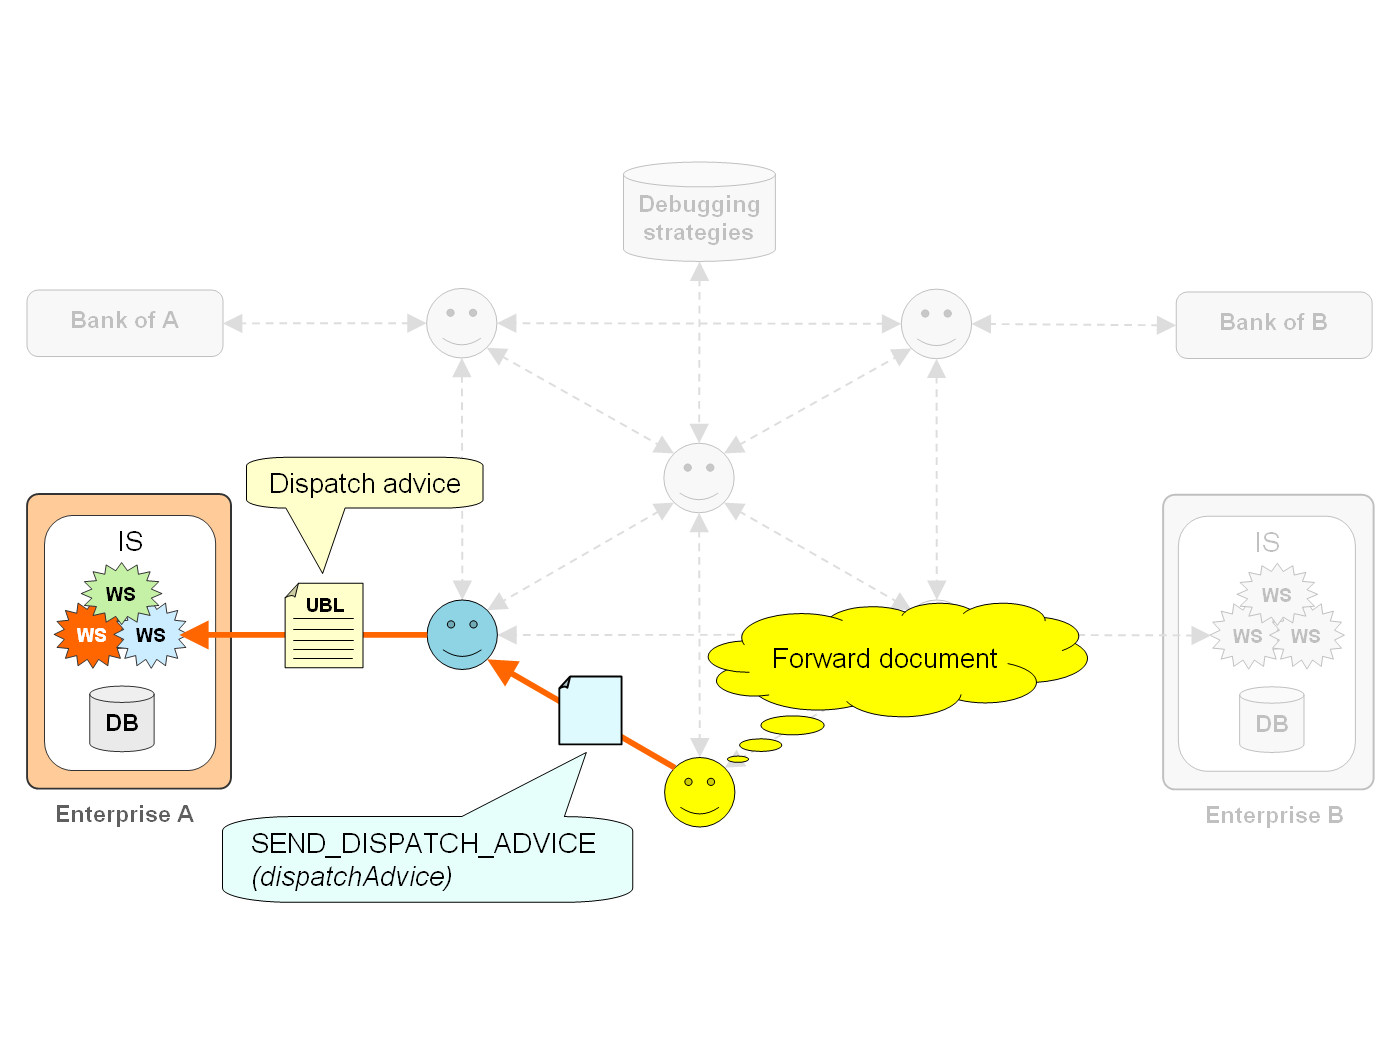 Debugging
strategies
Bank of A
Bank of B
Dispatch advice
IS
WS
WS
WS
DB
Enterprise A
UBL
Forward document
SEND_DISPATCH_ADVICE
(dispatchAdvice)
IS
WS
WS
WS
DB
Enterprise B